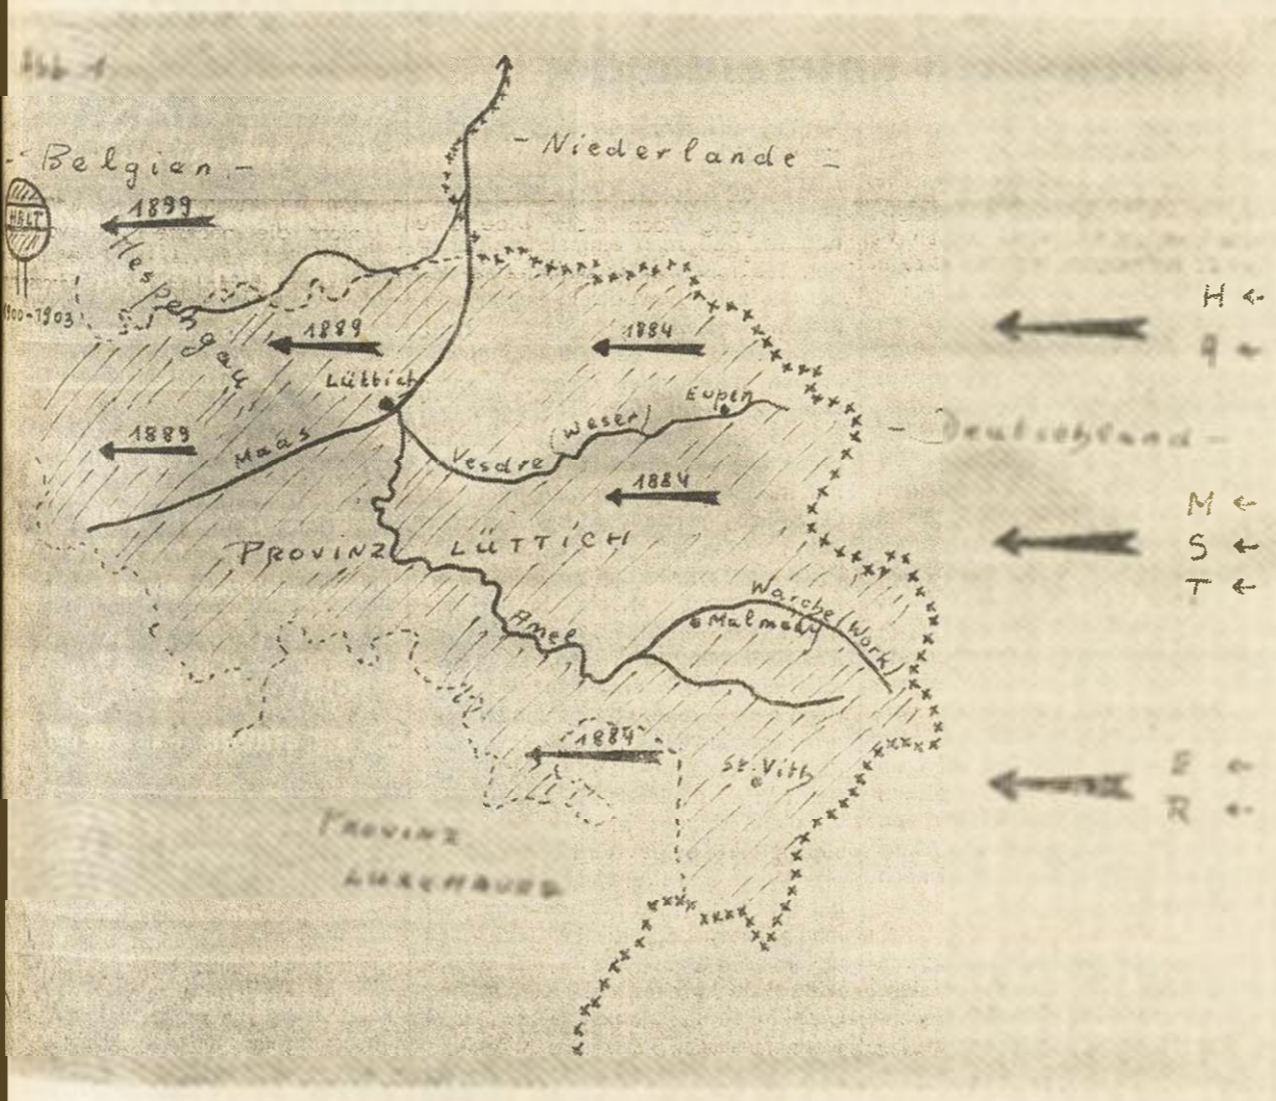 Abb 1
- Belgien -
- Niederlande -
HALT
1899
Hespengau
1900-1903
1889
1884
H ←
A ←
Lüttich
Eupen
1889
Maas
Vesdre (Weser)
- Deutschland -
1884
M ←
S ←
T ←
PROVINZ LÜTTICH
Amel
Warche (Work)
Malmedy
1884
St. Vith
E ←
R ←
PROVINZ
LUXEMBURG